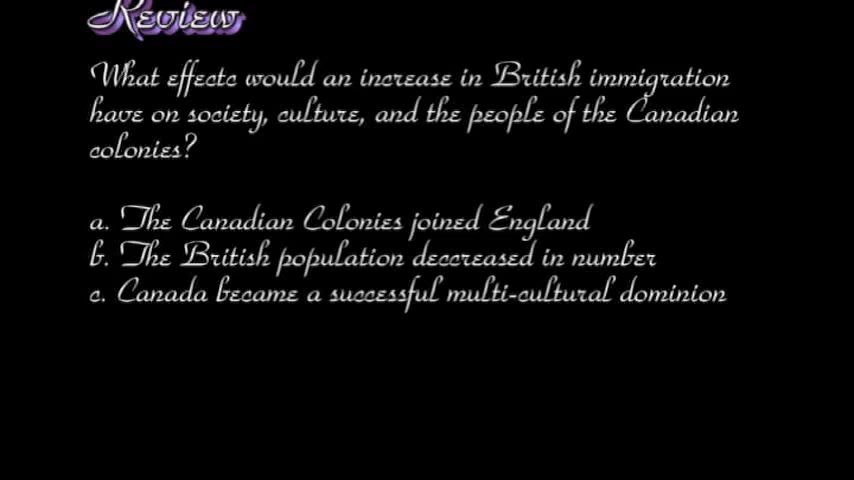 Review
What effects would an increase in British immigration
have on society, culture, and the people of the Canadian
colonies?
a. The Canadian Colonies joined England
b. The British population decreased in number
c. Canada became a successful multi-cultural dominion